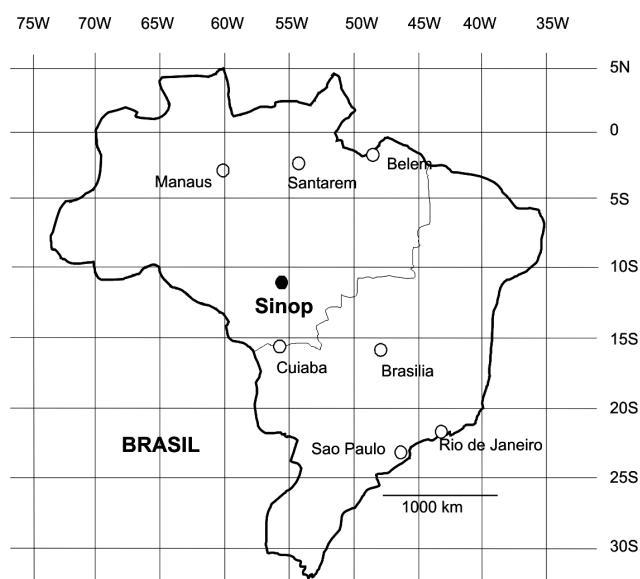 75W 70W 60W 55W 50W 45W 40W 35W
5N
0
Belem
Manaus
Santarem
5S
10S
Sinop
15S
Cuiaba
Brasilia
20S
BRASIL
Sao Paulo
Rio de Janeiro
25S
1000 km
30S